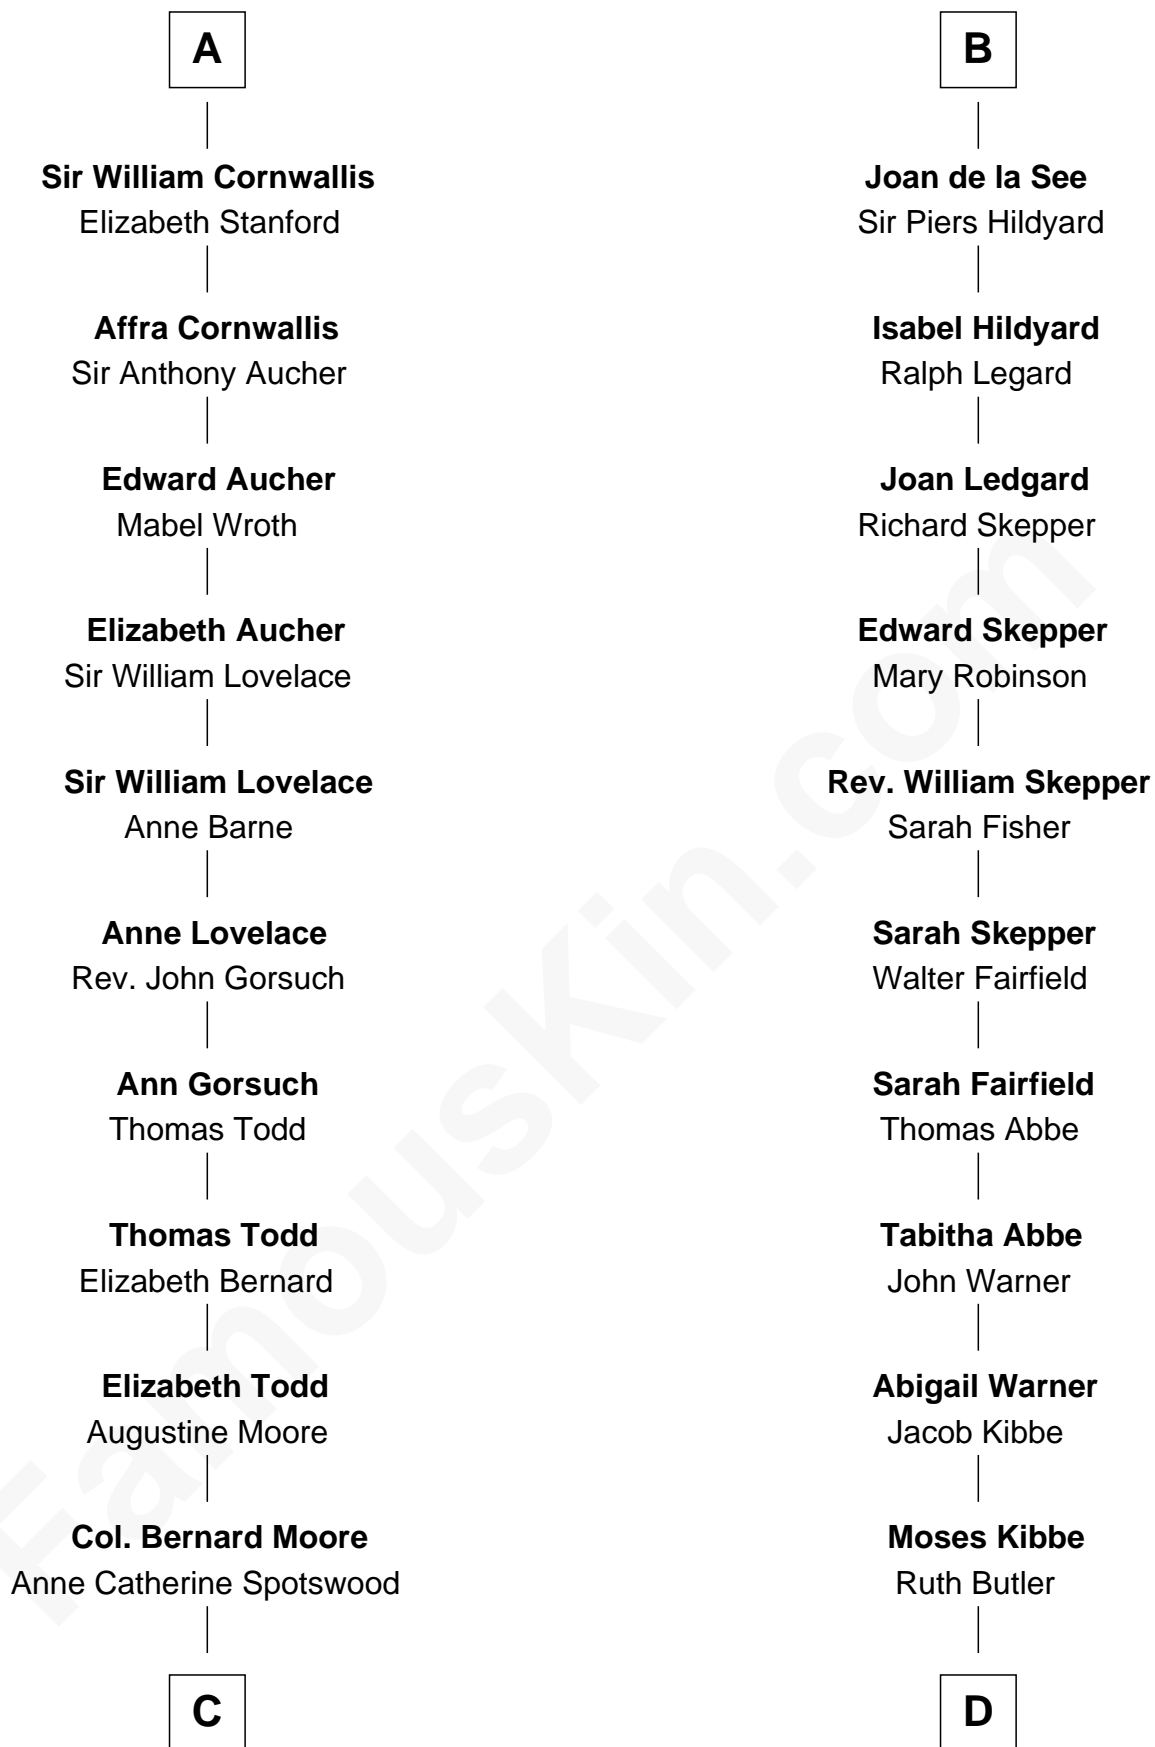 A
Sir William Cornwallis
Elizabeth Stanford
Affra Cornwallis
Sir Anthony Aucher
Edward Aucher
Mabel Wroth
Elizabeth Aucher
Sir William Lovelace
Sir William Lovelace
Anne Barne
Anne Lovelace
Rev. John Gorsuch
Ann Gorsuch
Thomas Todd
Thomas Todd
Elizabeth Bernard
Elizabeth Todd
Augustine Moore
Col. Bernard Moore
Anne Catherine Spotswood
C
B
Joan de la See
Sir Piers Hildyard
Isabel Hildyard
Ralph Legard
Joan Ledgard
Richard Skepper
Edward Skepper
Mary Robinson
Rev. William Skepper
Sarah Fisher
Sarah Skepper
Walter Fairfield
Sarah Fairfield
Thomas Abbe
Tabitha Abbe
John Warner
Abigail Warner
Jacob Kibbe
Moses Kibbe
Ruth Butler
D
FamousKin.com